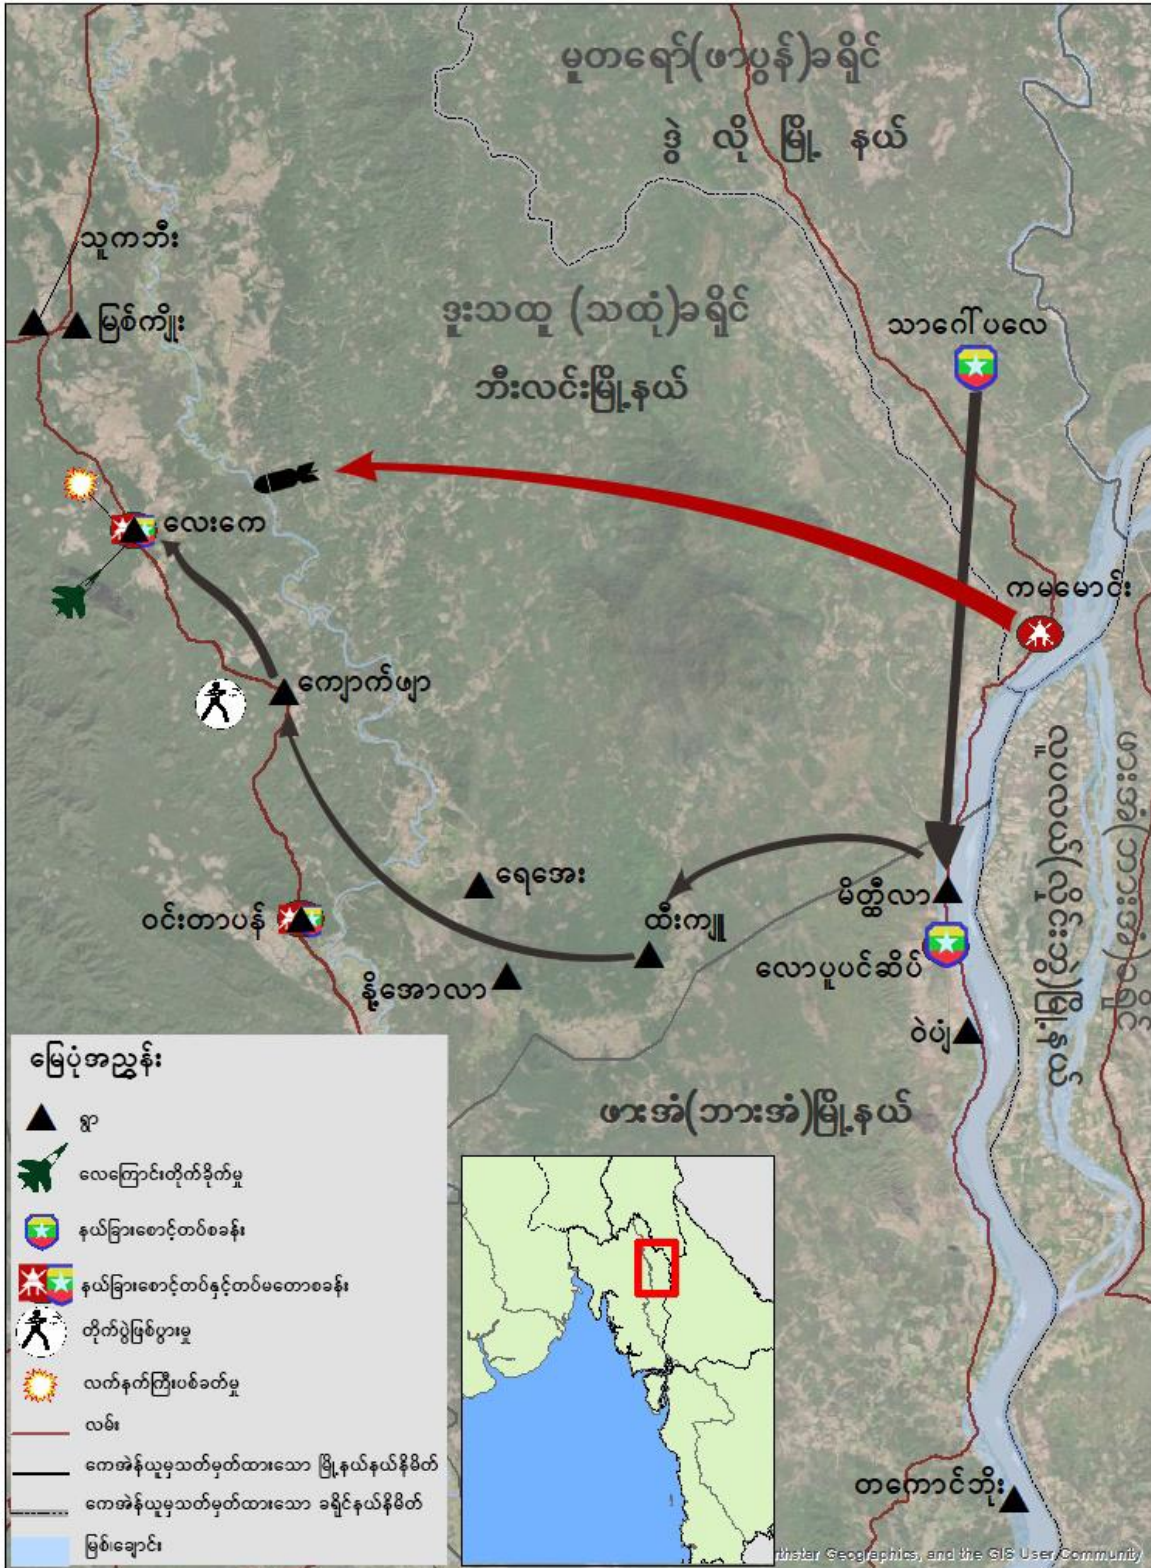 မူတရော်(ဖာပွန်)ခရိုင်
ဒွဲ လို မြို့ နယ်
သူကဘီး
မြစ်ကျိုး
ဒူးသထူ (သထုံ)ခရိုင်
ဘီးလင်းမြို့နယ်
သာဂေါ်ပလေ
လေးကေ
ကမမောင်း
ကျောက်ဖျာ
ရေအေး
ဝင်းတာပန်
ထီးကျူ
မိတ္ထီလာ
နို့အောလာ
လောပူပင်ဆိပ်
ဝဲပျံ
ဖားအံ(ဘားအံ)မြို့နယ်
မြေပုံအညွှန်း
ရွာ
လေကြောင်းတိုက်ခိုက်မှု
နယ်ခြားစောင့်တပ်စခန်း
နယ်ခြားစောင့်တပ်နှင့်တပ်မတောစခန်း
တိုက်ပွဲဖြစ်ပွားမှု
လက်နက်ကြီးပစ်ခတ်မှု
လမ်း
ကေအဲန်ယူမှသတ်မှတ်ထားသော မြို့နယ်နယ်နိမိတ်
ကေအဲန်ယူမှသတ်မှတ်ထားသော ခရိုင်နယ်နိမိတ်
မြစ်၊ချောင်း
တကောင်ဘိုး
Geographics, and the GIS User Community